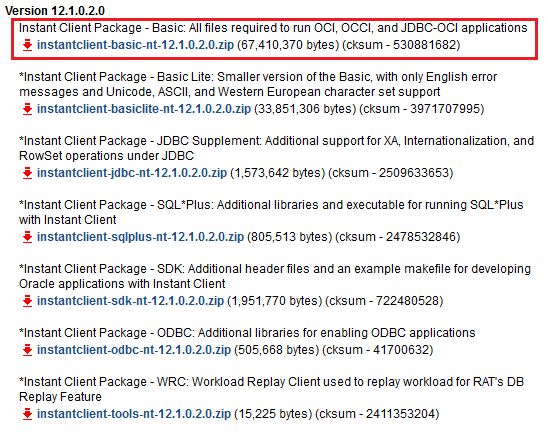 Version 12.1.0.2.0
Instant Client Package - Basic: All files required to run OCI, OCCI, and JDBC-OCI applications
instantclient-basic-nt-12.1.0.2.0.zip (67,410,370 bytes) (cksum - 530881682)
*Instant Client Package - Basic Lite: Smaller version of the Basic, with only English error
messages and Unicode, ASCII, and Western European character set support
instantclient-basiclite-nt-12.1.0.2.0.zip (33,851,306 bytes) (cksum - 3971707995)
*Instant Client Package - JDBC Supplement: Additional support for XA, Internationalization, and
RowSet operations under JDBC
instantclient-jdbc-nt-12.1.0.2.0.zip (1,573,642 bytes) (cksum - 2509633653)
*Instant Client Package - SQL*Plus: Additional libraries and executable for running SQL*Plus
with Instant Client
instantclient-sqlplus-nt-12.1.0.2.0.zip (805,513 bytes) (cksum - 2478532846)
*Instant Client Package - SDK: Additional header files and an example makefile for developing
Oracle applications with Instant Client
instantclient-sdk-nt-12.1.0.2.0.zip (1,951,770 bytes) (cksum - 722480528)
*Instant Client Package - ODBC: Additional libraries for enabling ODBC applications
instantclient-odbc-nt-12.1.0.2.0.zip (505,668 bytes) (cksum - 41700632)
*Instant Client Package - WRC: Workload Replay Client used to replay workload for RAT's DB
Replay Feature
instantclient-tools-nt-12.1.0.2.0.zip (15,225 bytes) (cksum - 2411353204)